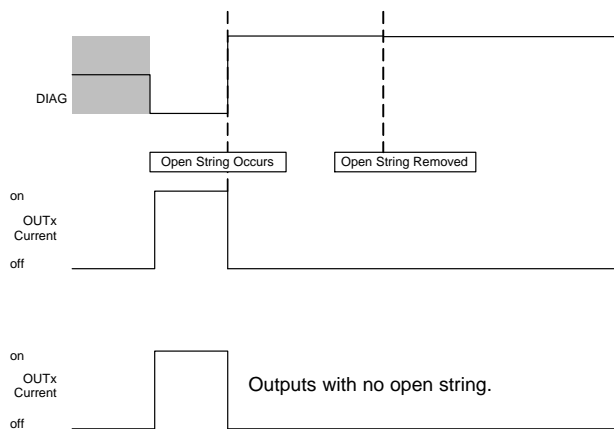 DIAG
Open String Occurs
Open String Removed
on
OUTx
Current
off
on
OUTx
Current
Outputs with no open string.
off